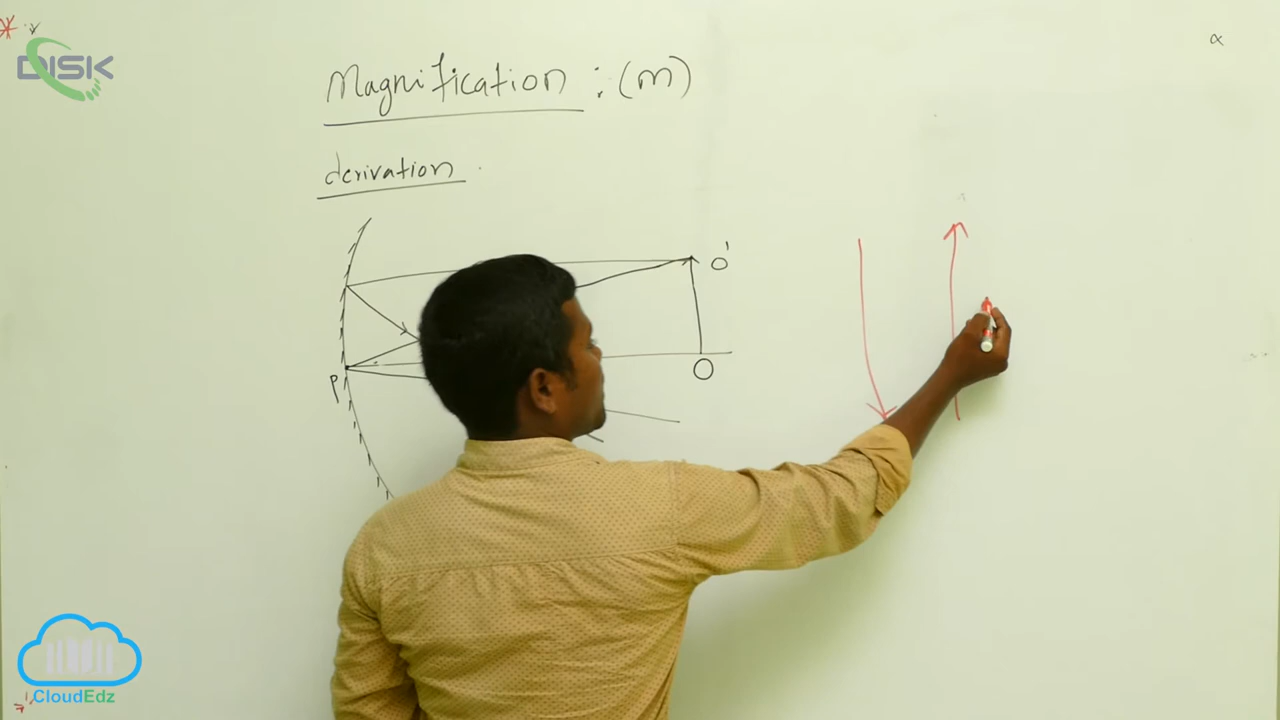 DISK
Magnification : (m)
derivation
O'
P
O
α
CloudEdz